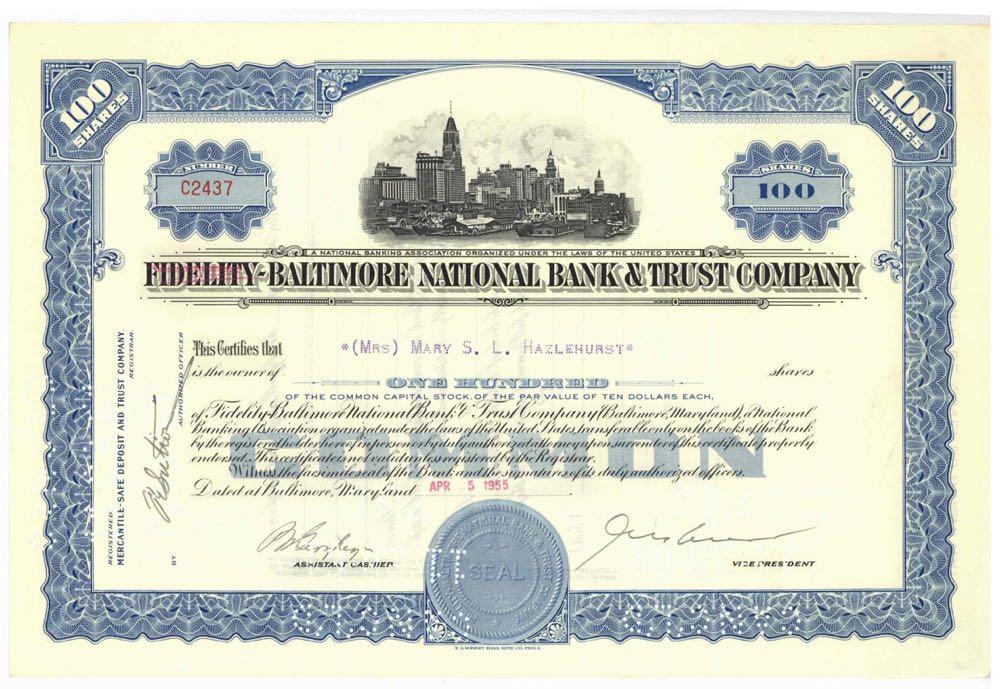 100 SHARES
100 SHARES
NUMBER
C2437
SHARES
100
A NATIONAL BANKING ASSOCIATION ORGANIZED UNDER THE LAWS OF THE UNITED STATES
FIDELITY-BALTIMORE NATIONAL BANK & TRUST COMPANY
This Certifies that *(MRS) MARY S. L. HAZLEHURST*
is the owner of ONE HUNDRED shares
OF THE COMMON CAPITAL STOCK, OF THE PAR VALUE OF TEN DOLLARS EACH,
of Fidelity-Baltimore National Bank & Trust Company (Baltimore, Maryland), a National
Banking Association organized under the laws of the United States, transferable only on the books of the Bank
by the registered holder hereof in person or by duly authorized attorney upon surrender of this certificate properly
endorsed. This certificate is not valid unless registered by the Registrar.
Witness the facsimile seal of the Bank and the signatures of its duly authorized officers.
COMMON
Dated at Baltimore, Maryland APR 5 1955
ASSISTANT CASHIER
SEAL
VICE PRESIDENT
REGISTERED
MERCANTILE-SAFE DEPOSIT AND TRUST COMPANY,
REGISTRAR.
BY
AUTHORIZED OFFICER
E. A. WRIGHT BANK NOTE CO. PHILA.